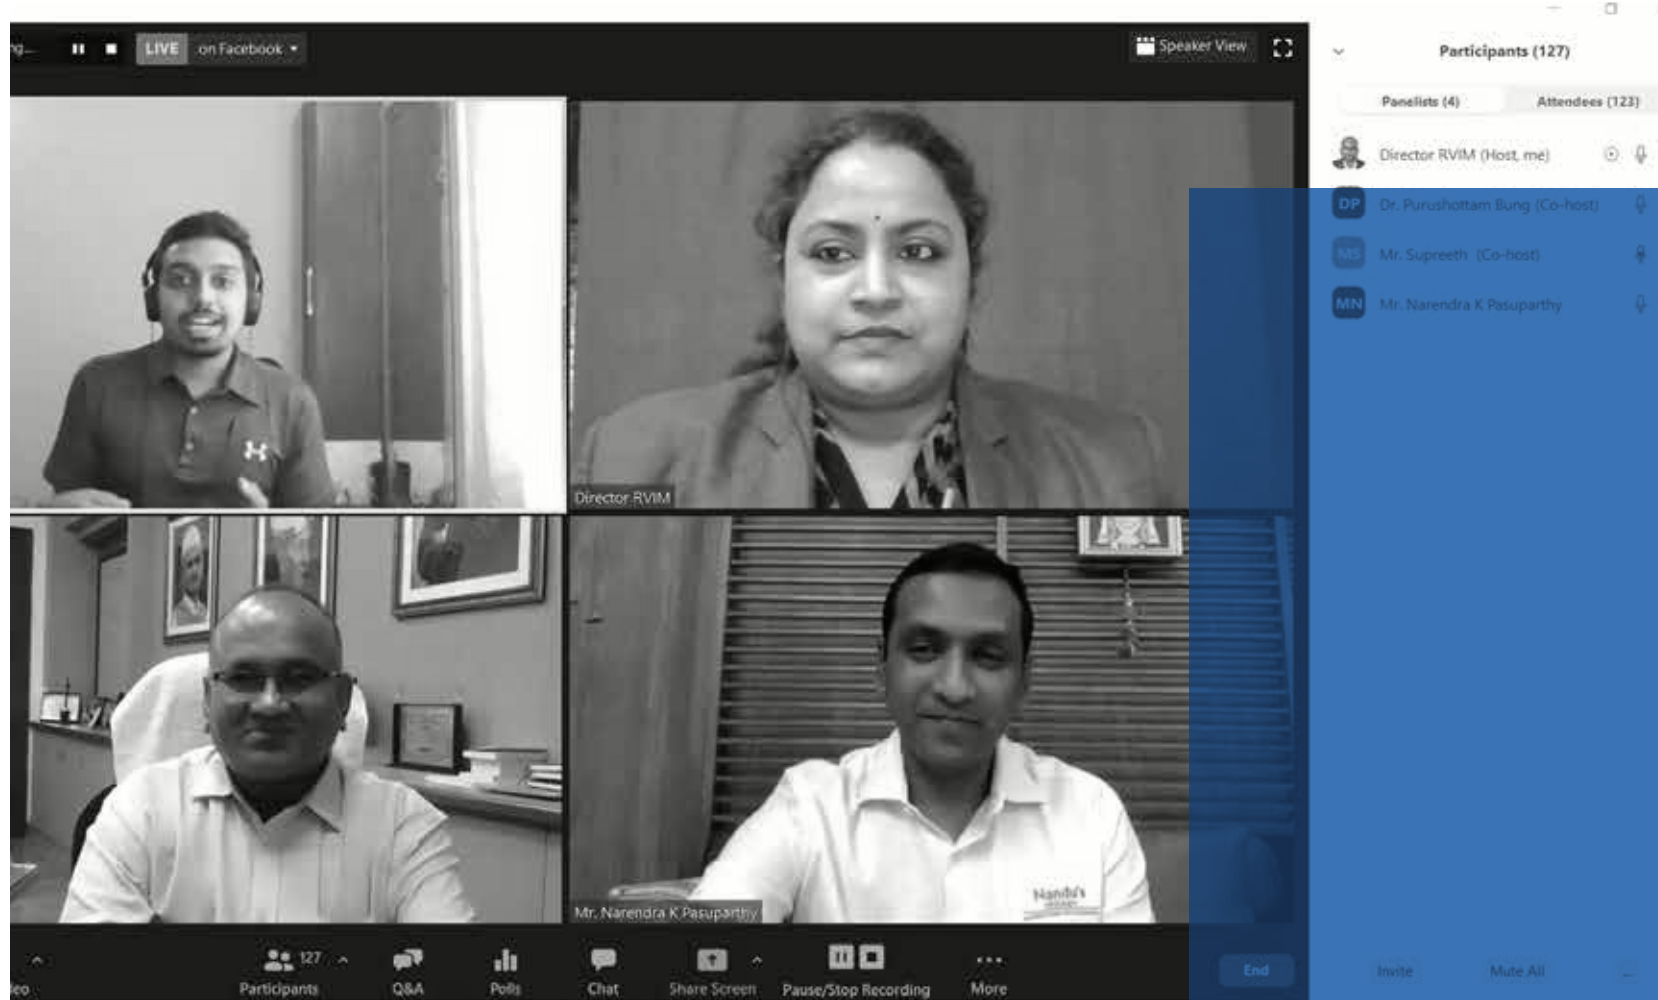 LIVE on Facebook
Speaker View
Participants (127)
Panelists (4) Attendees (123)
Director RVIM (Host, me)
DP Dr. Purushottam Bung (Co-host)
MS Mr. Supreeth (Co-host)
MN Mr. Narendra K Pasuparthy
Director RVIM
Nandu's
Mr. Narendra K Pasuparthy
127
Participants Q&A Polls Chat Share Screen Pause/Stop Recording More
End
Invite Mute All ...